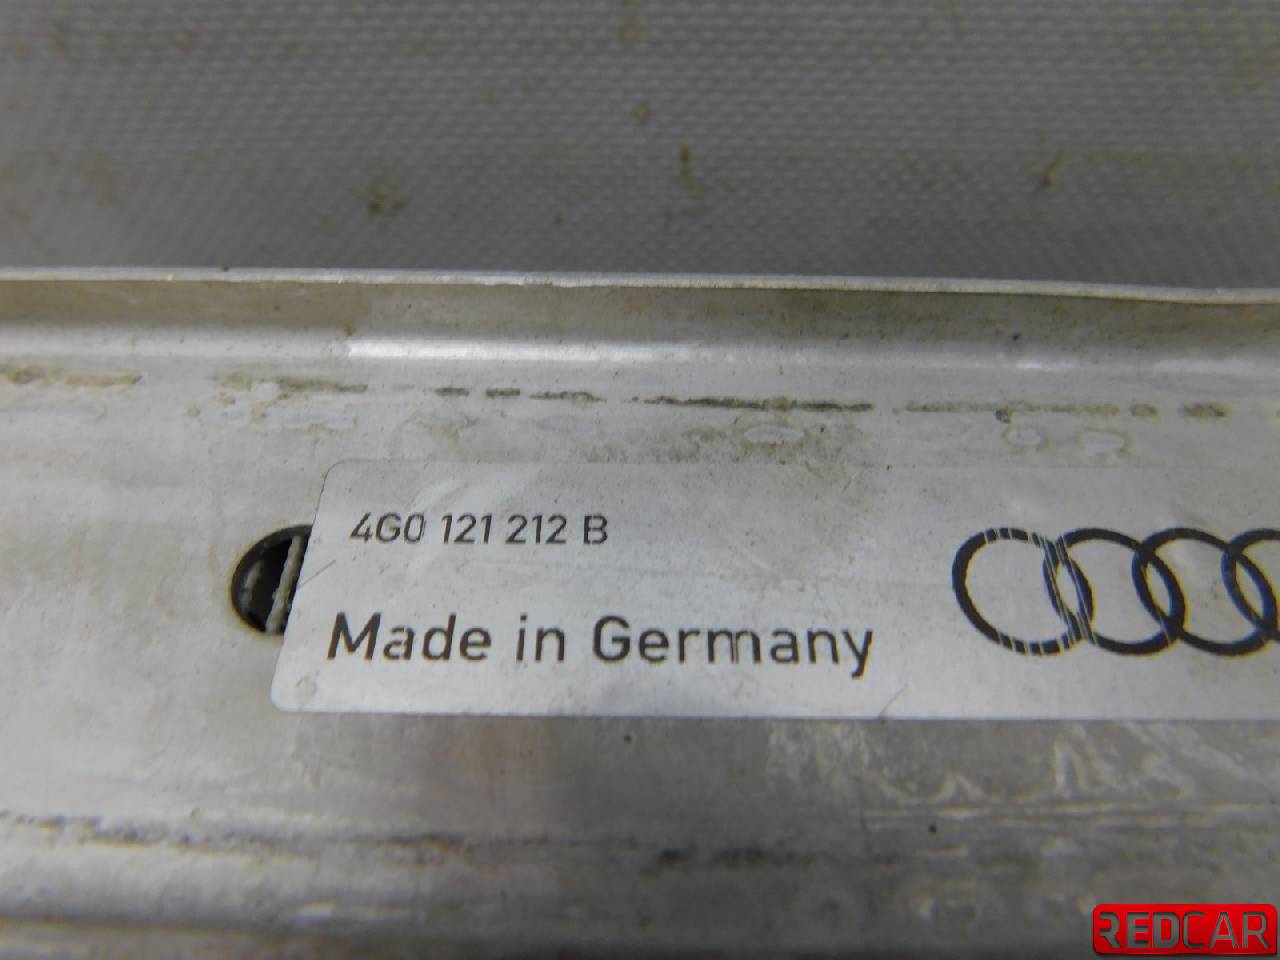 4G0 121 212 B
Made in Germany
REDCAR